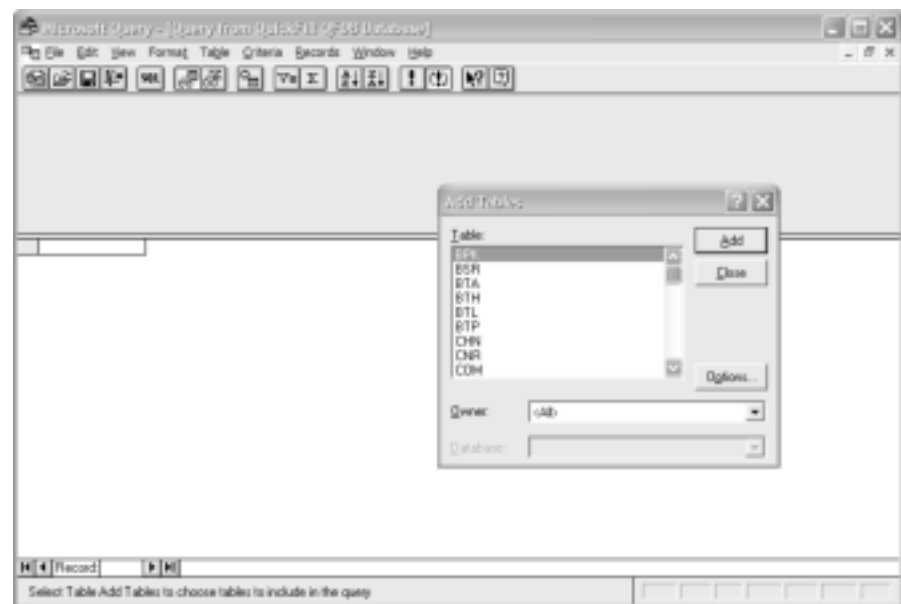 Microsoft Query - [Query from QuickFill QFDB Database]
File Edit View Format Table Criteria Records Window Help
SQL
Add Tables
Table:
BPK
BSR
BTA
BTH
BTL
BTP
CHN
CNR
COM
Add
Close
Options...
Owner: <All>
Database:
Record:
Select Table Add Tables to choose tables to include in the query